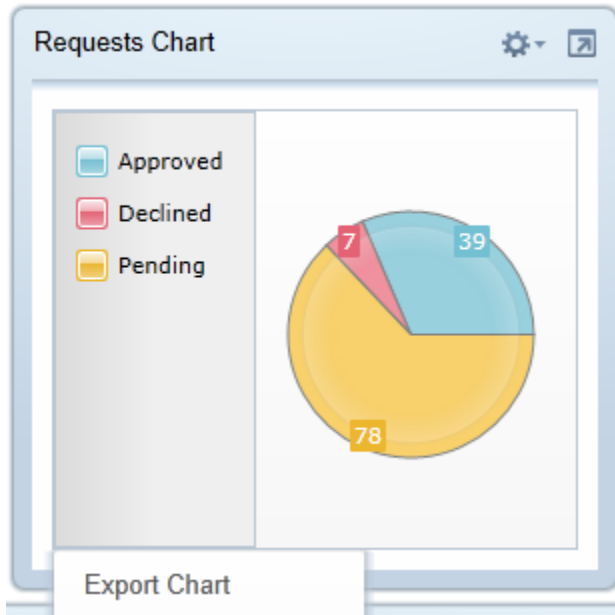 Requests Chart
Approved
Declined
Pending
7
39
78
Export Chart